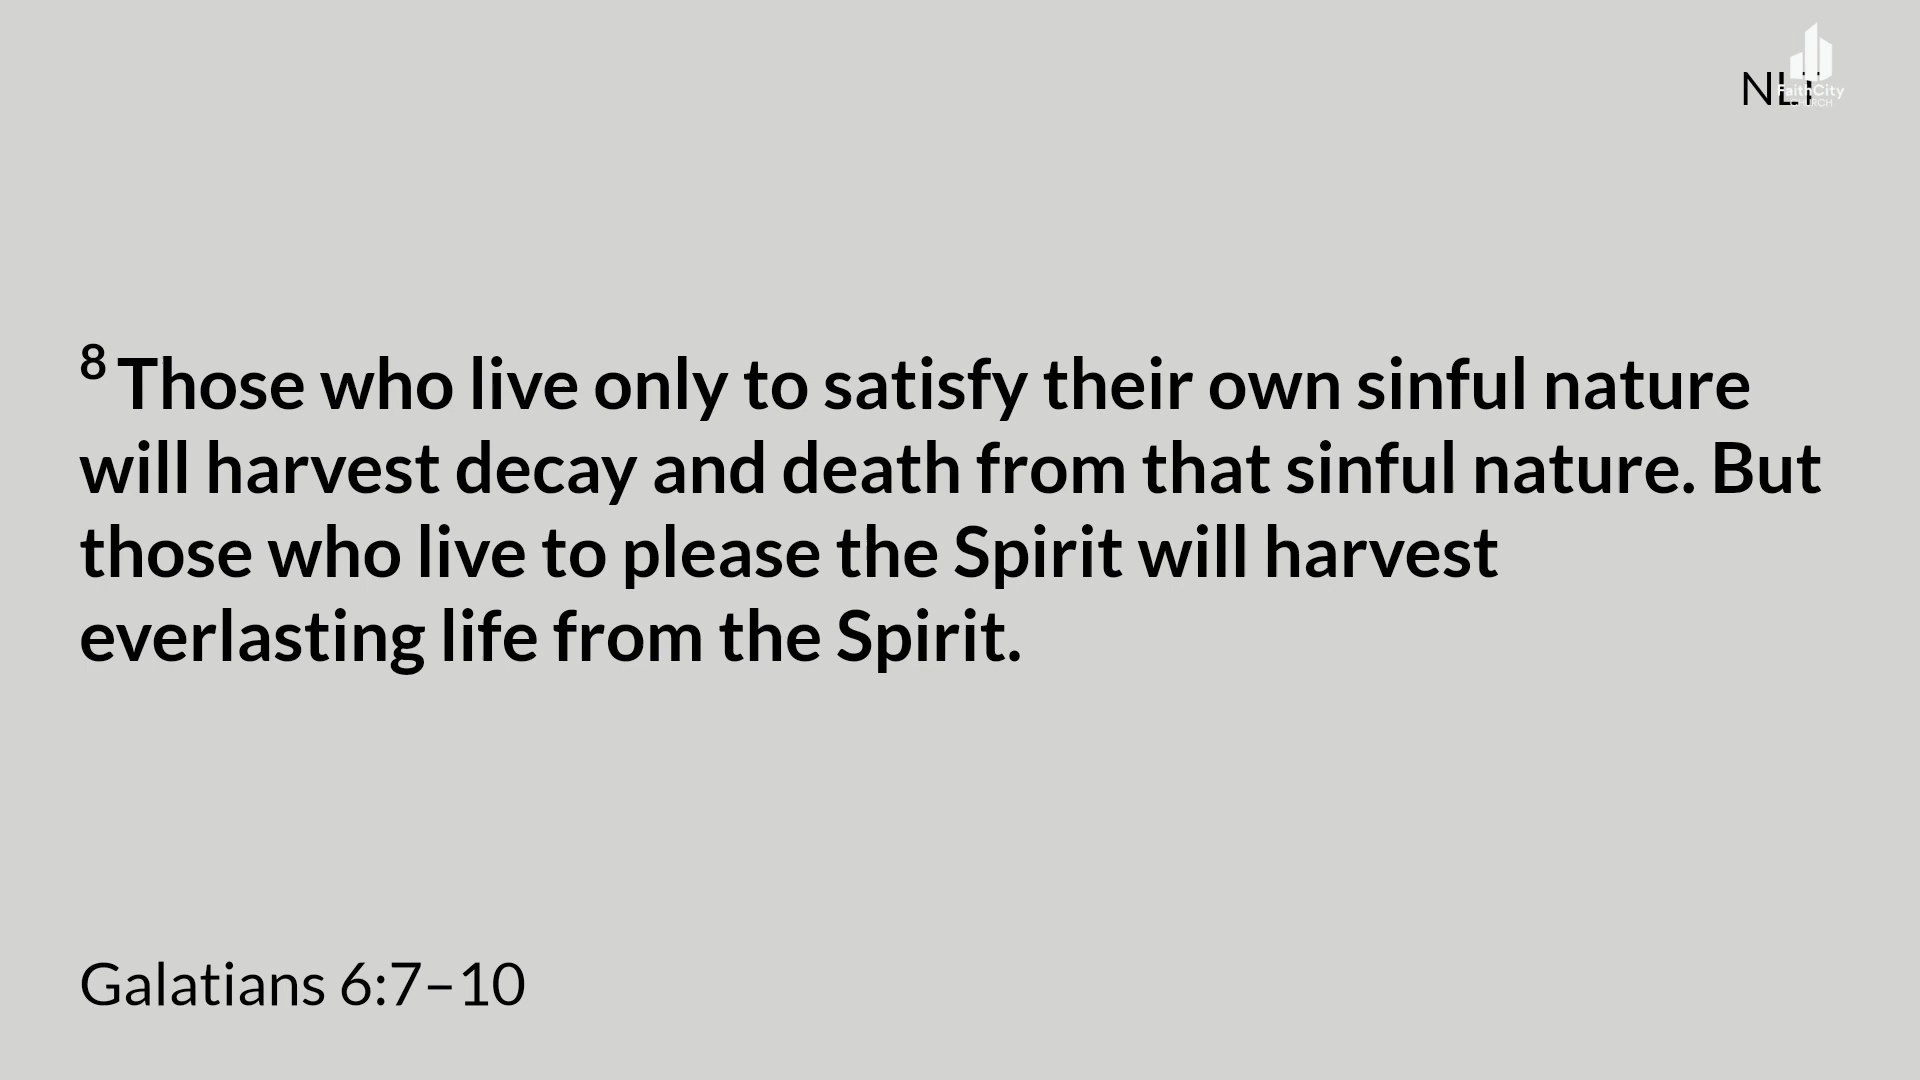 NLT
FaithCity
CHURCH
8 Those who live only to satisfy their own sinful nature
will harvest decay and death from that sinful nature. But
those who live to please the Spirit will harvest
everlasting life from the Spirit.
Galatians 6:7–10